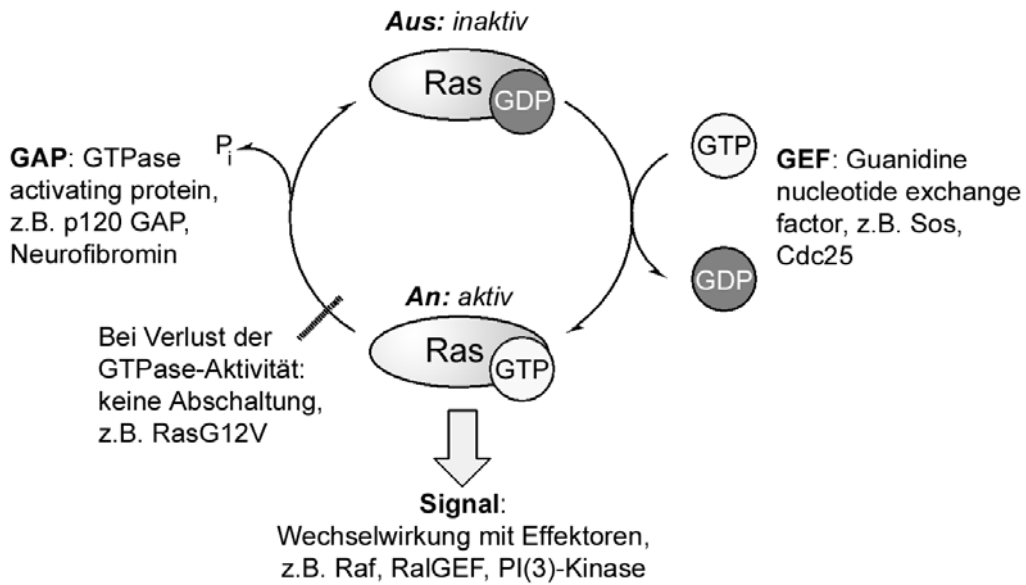 Aus: inaktiv
Ras
GDP
GAP: GTPase
activating protein,
z.B. p120 GAP,
Neurofibromin
Pi
GTP
GEF: Guanidine
nucleotide exchange
factor, z.B. Sos,
Cdc25
GDP
An: aktiv
Ras
GTP
Bei Verlust der
GTPase-Aktivität:
keine Abschaltung,
z.B. RasG12V
Signal:
Wechselwirkung mit Effektoren,
z.B. Raf, RalGEF, PI(3)-Kinase